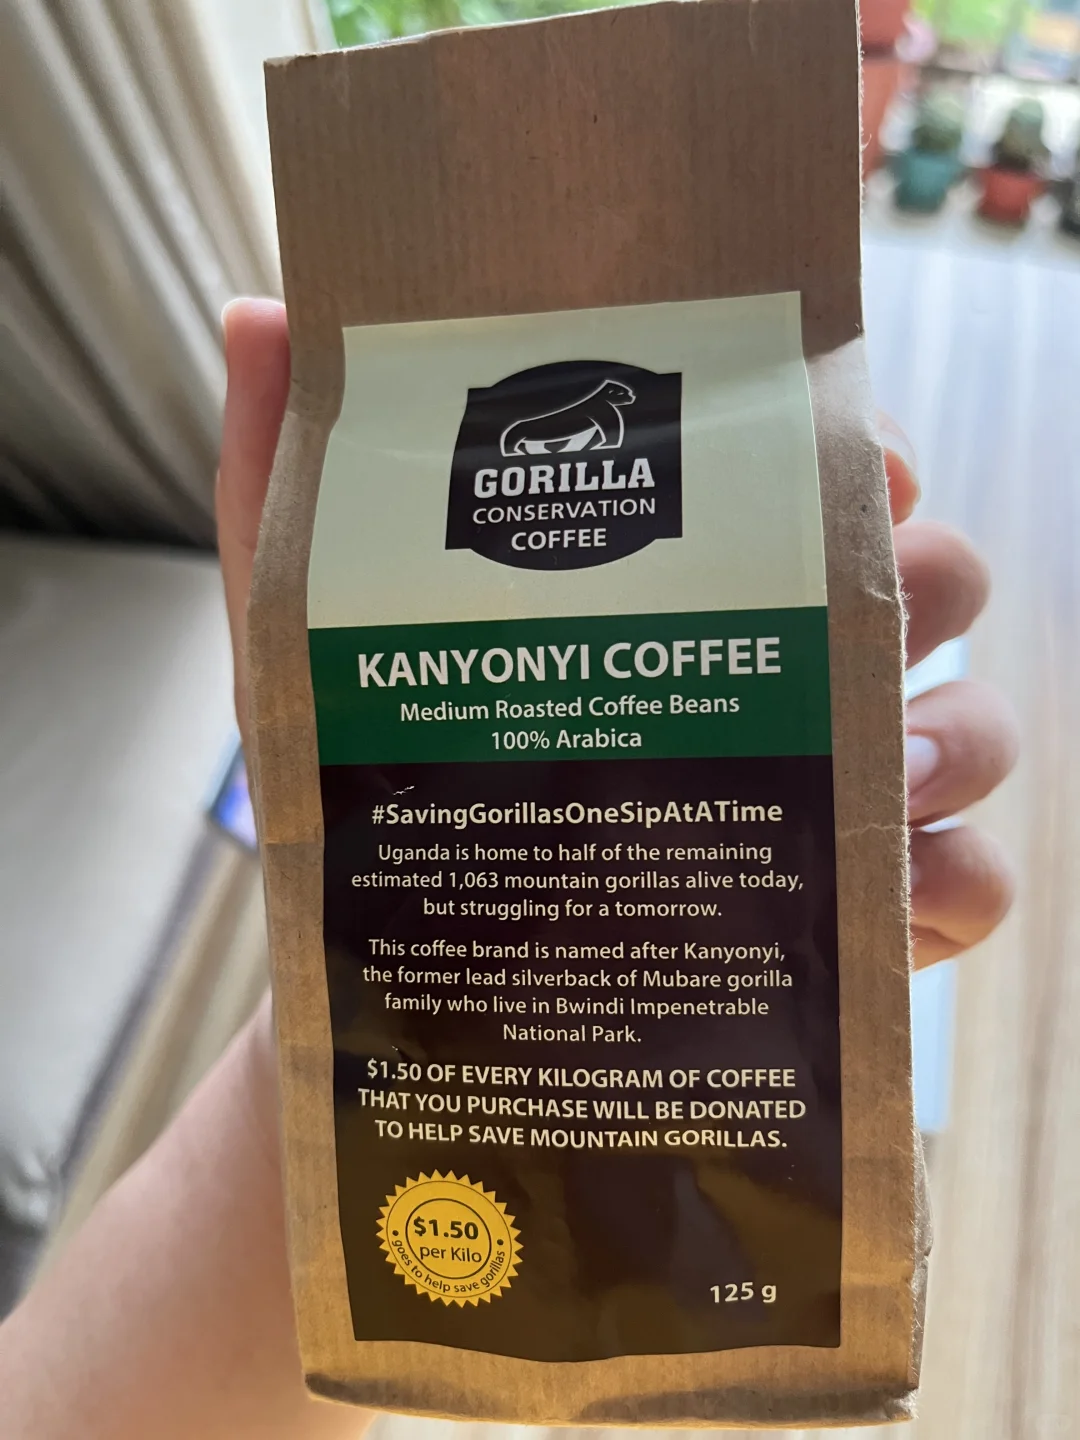 GORILLA
CONSERVATION
COFFEE
KANYONYI COFFEE
Medium Roasted Coffee Beans
100% Arabica
#SavingGorillasOneSipAtATime
Uganda is home to half of the remaining
estimated 1,063 mountain gorillas alive today,
but struggling for a tomorrow.
This coffee brand is named after Kanyonyi,
the former lead silverback of Mubare gorilla
family who live in Bwindi Impenetrable
National Park.
$1.50 OF EVERY KILOGRAM OF COFFEE
THAT YOU PURCHASE WILL BE DONATED
TO HELP SAVE MOUNTAIN GORILLAS.
$1.50
per Kilo
• goes to help save gorillas •
125 g